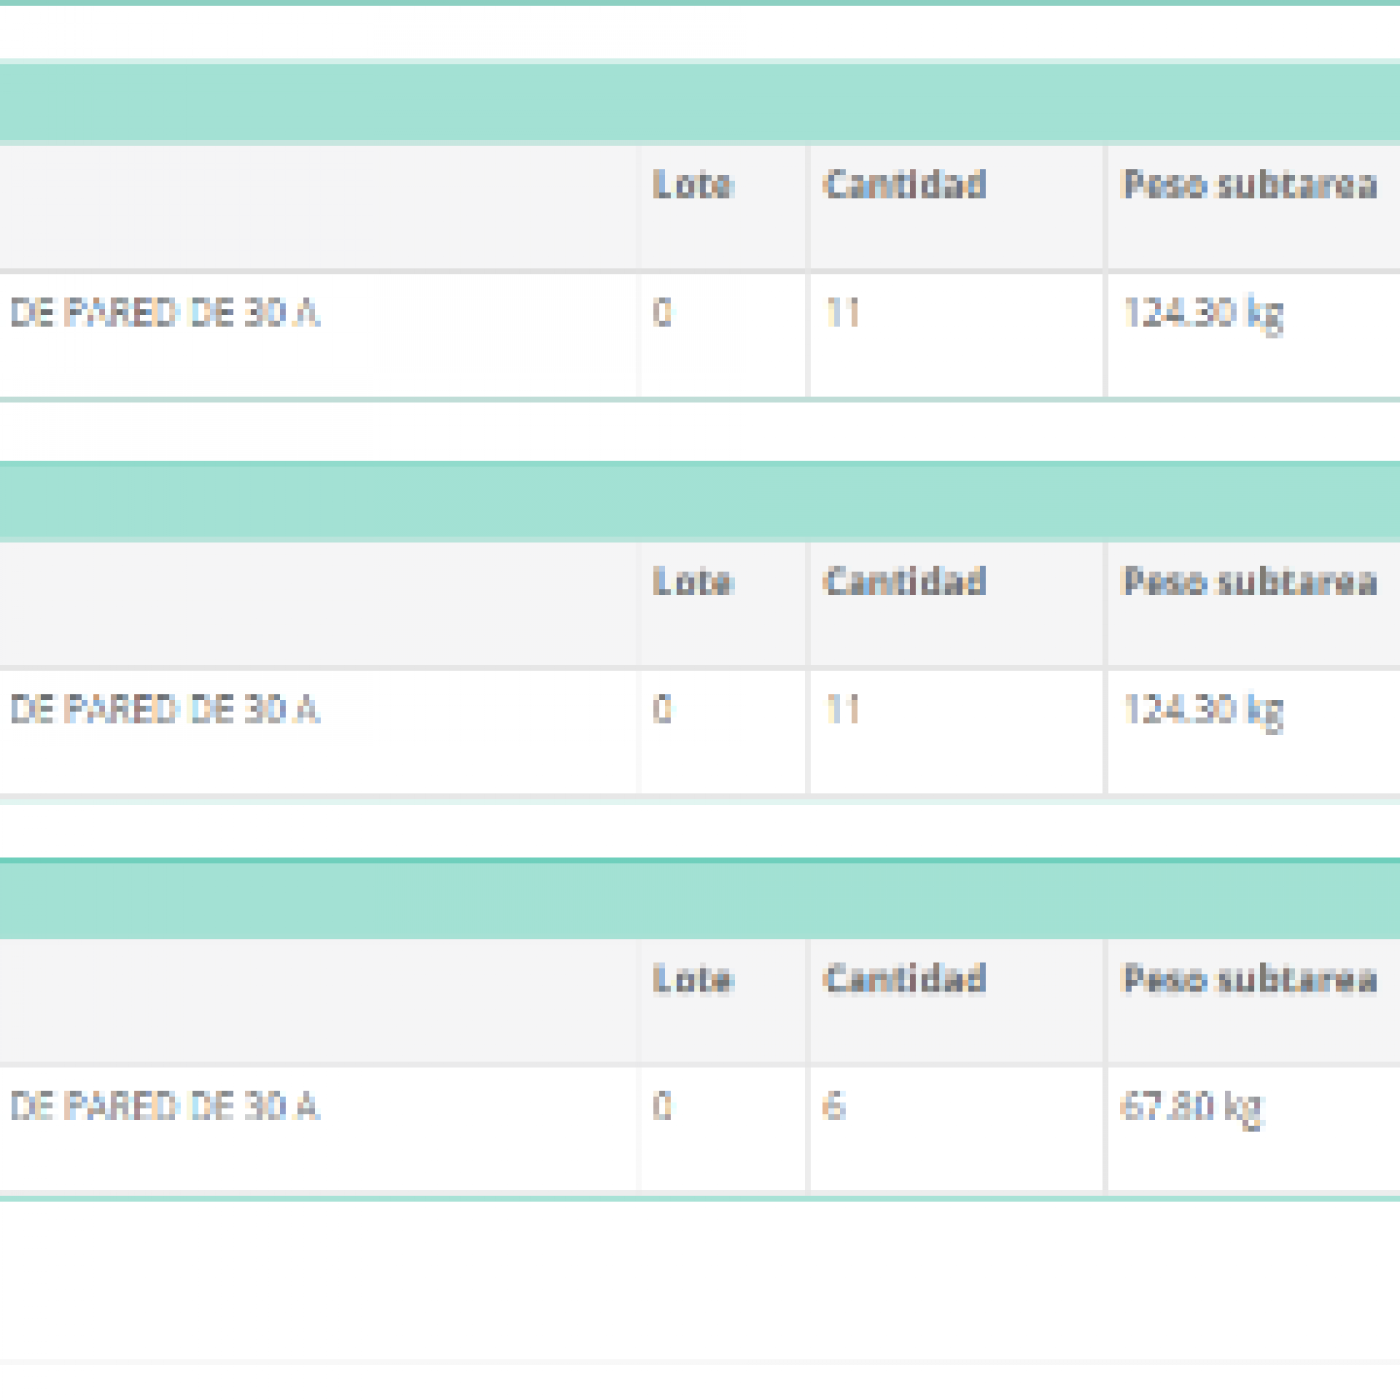 Lote Cantidad Peso subtarea
DE PARED DE 30 A 0 11 124.30 kg
Lote Cantidad Peso subtarea
DE PARED DE 30 A 0 11 124.30 kg
Lote Cantidad Peso subtarea
DE PARED DE 30 A 0 6 67.80 kg